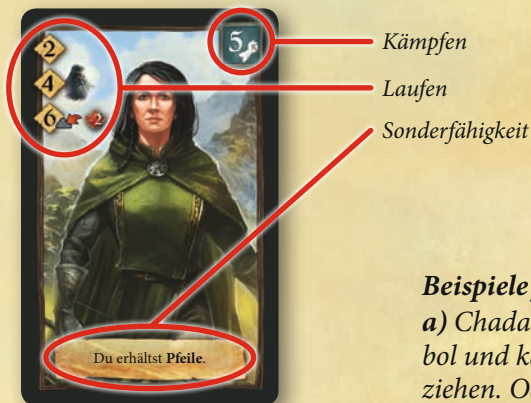 2
5
4
6
2
Du erhältst Pfeile.
Kämpfen
Laufen
Sonderfähigkeit
Beispiele
a) Chada
bol und k
ziehen. O